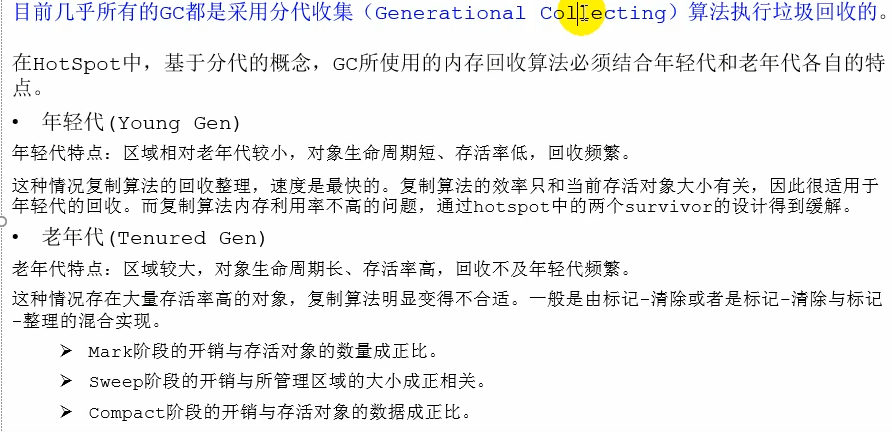 目前几乎所有的GC都是采用分代收集（Generational Collecting）算法执行垃圾回收的。
在HotSpot中，基于分代的概念，GC所使用的内存回收算法必须结合年轻代和老年代各自的特
点。
• 年轻代(Young Gen)
年轻代特点：区域相对老年代较小，对象生命周期短、存活率低，回收频繁。
这种情况复制算法的回收整理，速度是最快的。复制算法的效率只和当前存活对象大小有关，因此很适用于
年轻代的回收。而复制算法内存利用率不高的问题，通过hotspot中的两个survivor的设计得到缓解。
• 老年代(Tenured Gen)
老年代特点：区域较大，对象生命周期长、存活率高，回收不及年轻代频繁。
这种情况存在大量存活率高的对象，复制算法明显变得不合适。一般是由标记-清除或者是标记-清除与标记
-整理的混合实现。
➢ Mark阶段的开销与存活对象的数量成正比。
➢ Sweep阶段的开销与所管理区域的大小成正相关。
➢ Compact阶段的开销与存活对象的数据成正比。